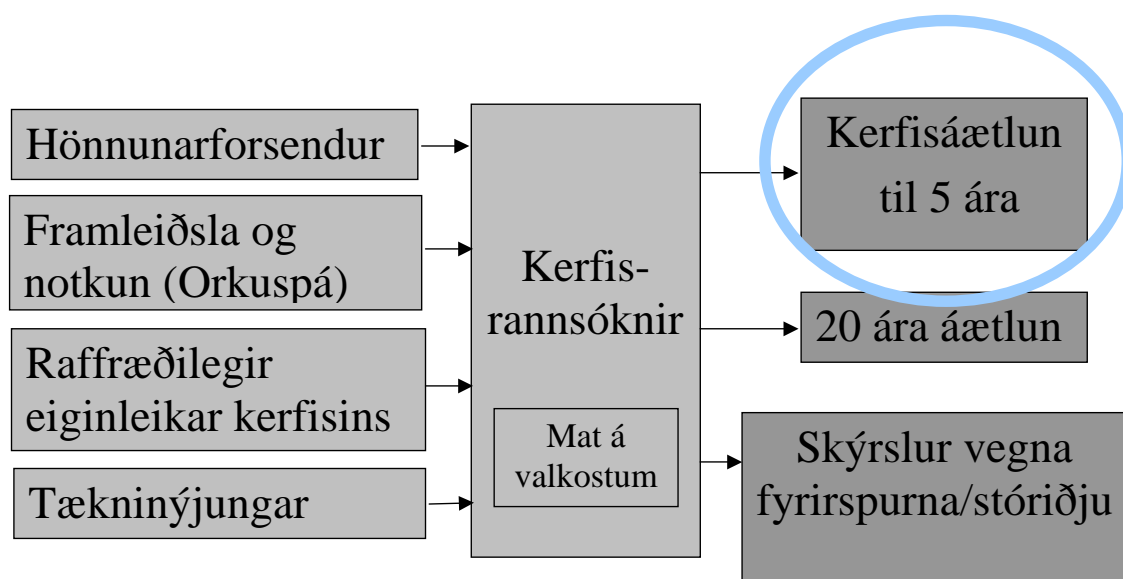 Hönnunarforsendur
Framleiðsla og
notkun (Orkuspá)
Raffræðilegir
eiginleikar kerfisins
Tækninýjungar
Kerfis-
rannsóknir
Mat á
valkostum
Kerfisáætlun
til 5 ára
20 ára áætlun
Skýrslur vegna
fyrirspurna/stóriðju